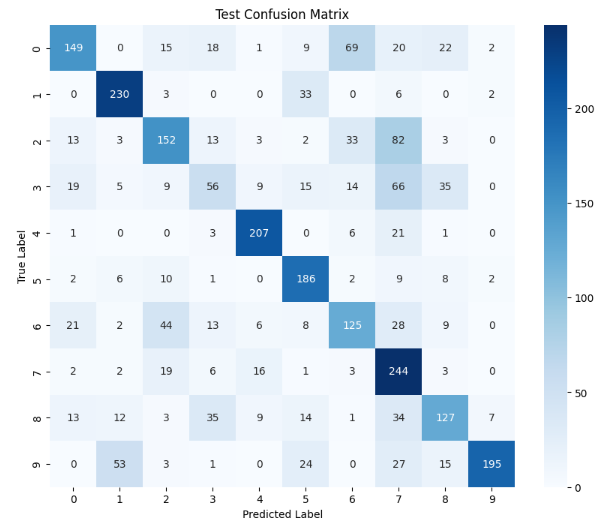 Test Confusion Matrix
0 149 0 15 18 1 9 69 20 22 2
1 0 230 3 0 0 33 0 6 0 2
2 13 3 152 13 3 2 33 82 3 0
3 19 5 9 56 9 15 14 66 35 0
4 1 0 0 3 207 0 6 21 1 0
5 2 6 10 1 0 186 2 9 8 2
6 21 2 44 13 6 8 125 28 9 0
7 2 2 19 6 16 1 3 244 3 0
8 13 12 3 35 9 14 1 34 127 7
9 0 53 3 1 0 24 0 27 15 195
0 1 2 3 4 5 6 7 8 9
Predicted Label
True Label
200
150
100
50
0